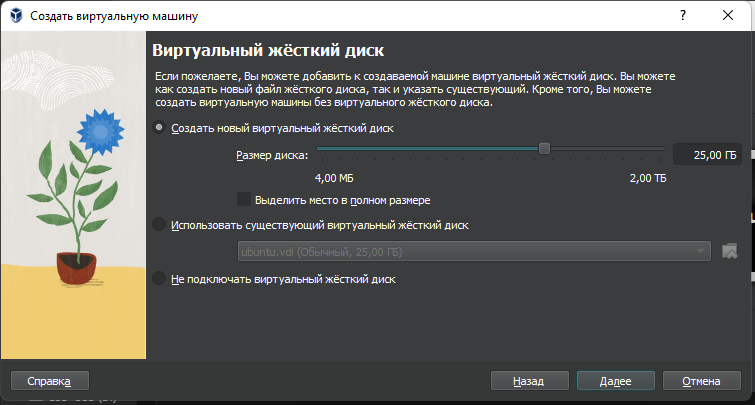 Создать виртуальную машину
?
Виртуальный жёсткий диск
Если пожелаете, Вы можете добавить к создаваемой машине виртуальный жёсткий диск. Вы можете
как создать новый файл жёсткого диска, так и указать существующий. Кроме того, Вы можете
создать виртуальную машины без виртуального жёсткого диска.
Создать новый виртуальный жёсткий диск
Размер диска:
25,00 ГБ
4,00 МБ
2,00 ТБ
Выделить место в полном размере
Использовать существующий виртуальный жёсткий диск
ubuntu.vdi (Обычный, 25,00 ГБ)
Не подключать виртуальный жёсткий диск
Справка
Назад
Далее
Отмена